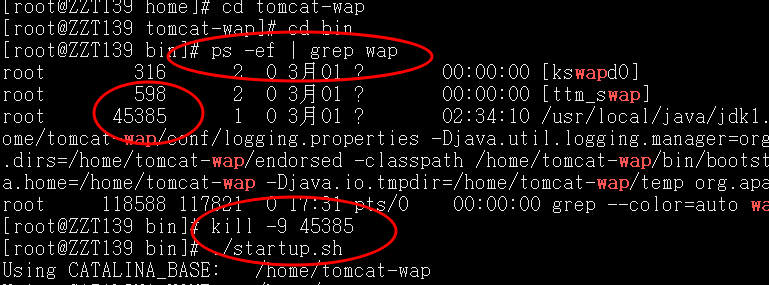 [root@ZZT139 home]# cd tomcat-wap
[root@ZZT139 tomcat-wap]# cd bin
[root@ZZT139 bin]# ps -ef | grep wap
root 316 2 0 3月01 ? 00:00:00 [kswapd0]
root 598 2 0 3月01 ? 00:00:00 [ttm_swap]
root 45385 1 0 3月01 ? 02:34:10 /usr/local/java/jdk1.
ome/tomcat-wap/conf/logging.properties -Djava.util.logging.manager=org
.dirs=/home/tomcat-wap/endorsed -classpath /home/tomcat-wap/bin/bootst
a.home=/home/tomcat-wap -Djava.io.tmpdir=/home/tomcat-wap/temp org.apa
root 118588 117821 0 17:31 pts/0 00:00:00 grep --color=auto wa
[root@ZZT139 bin]# kill -9 45385
[root@ZZT139 bin]# ./startup.sh
Using CATALINA_BASE: /home/tomcat-wap